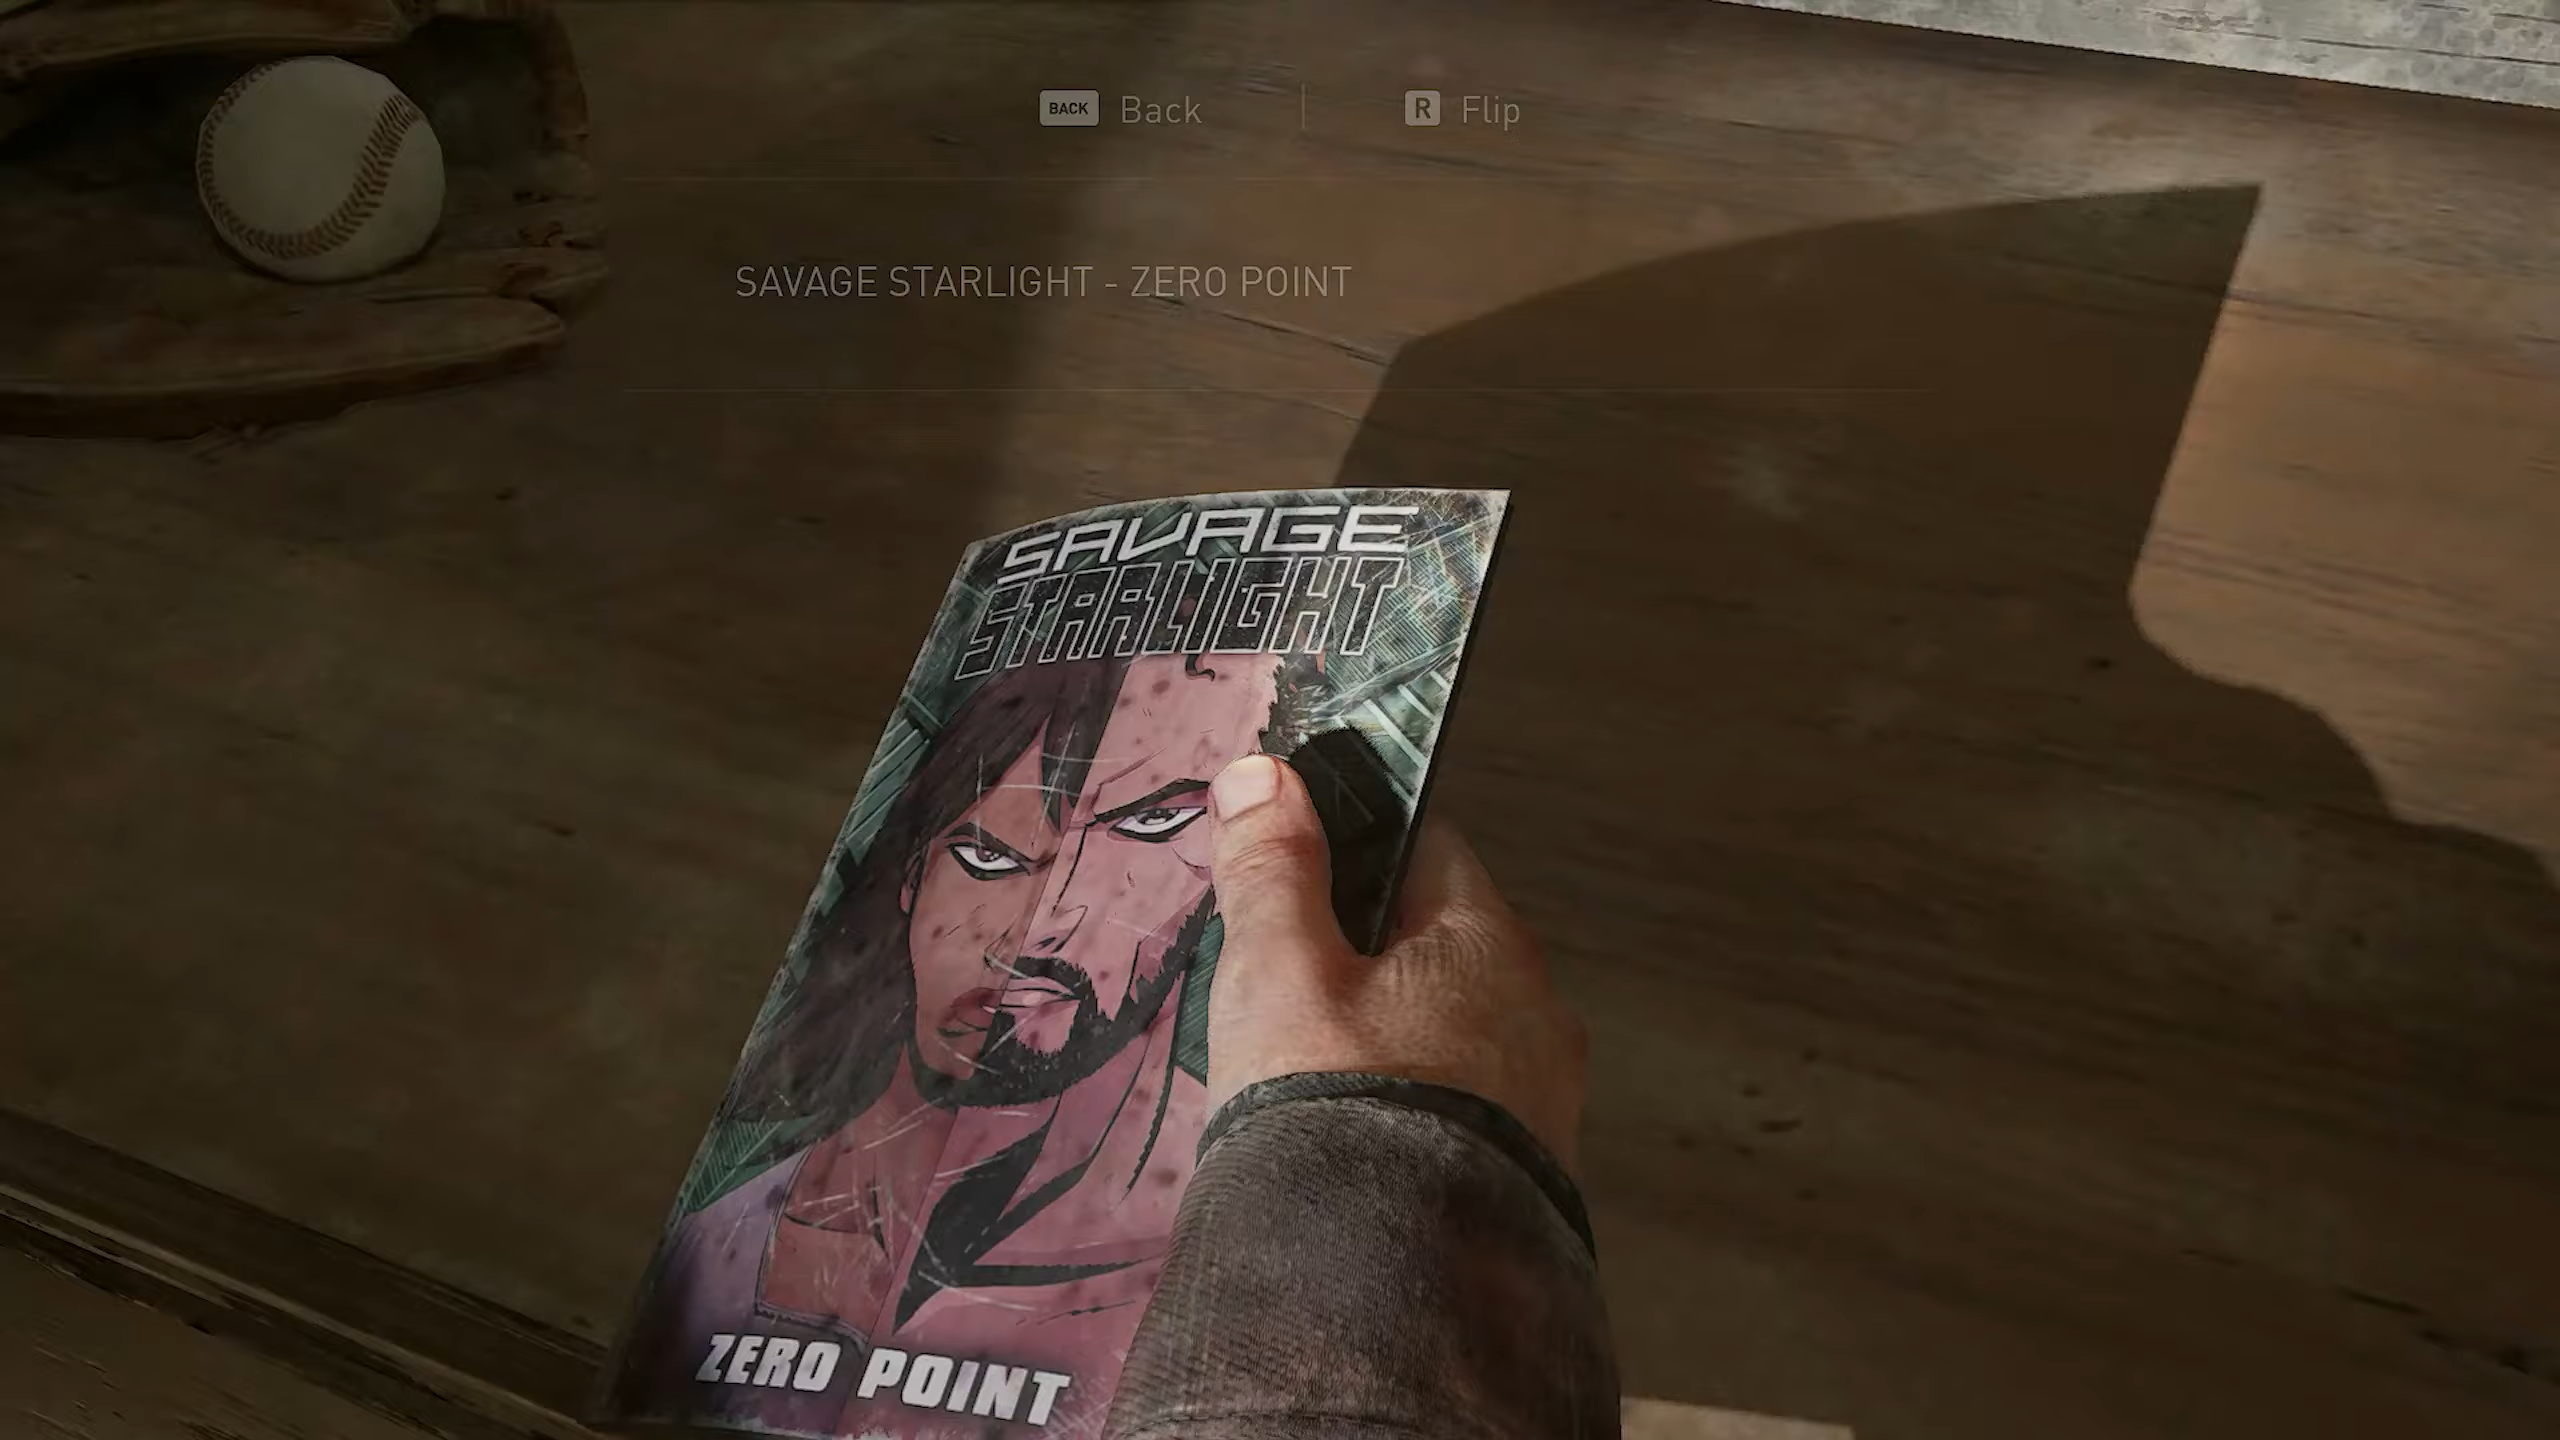 BACK Back | R Flip
SAVAGE STARLIGHT - ZERO POINT
SAVAGE
STARLIGHT
ZERO POINT